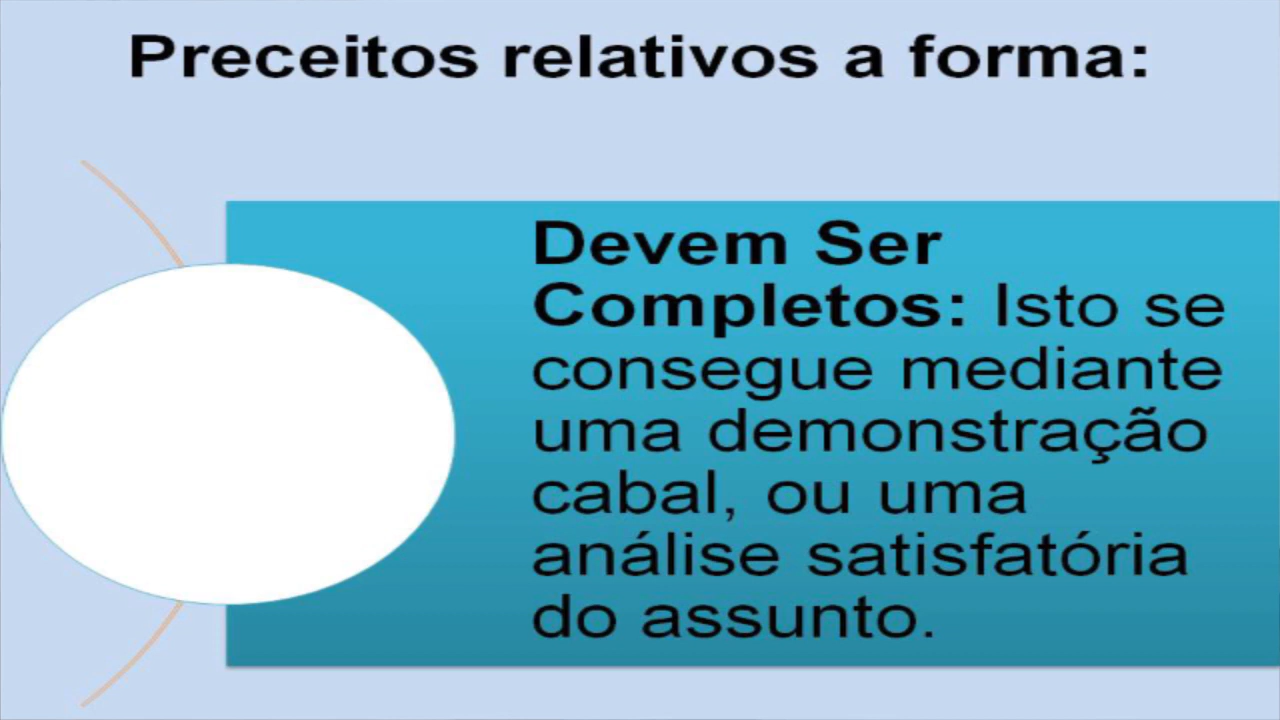 Preceitos relativos a forma:
Devem Ser
Completos: Isto se
consegue mediante
uma demonstração
cabal, ou uma
análise satisfatória
do assunto.